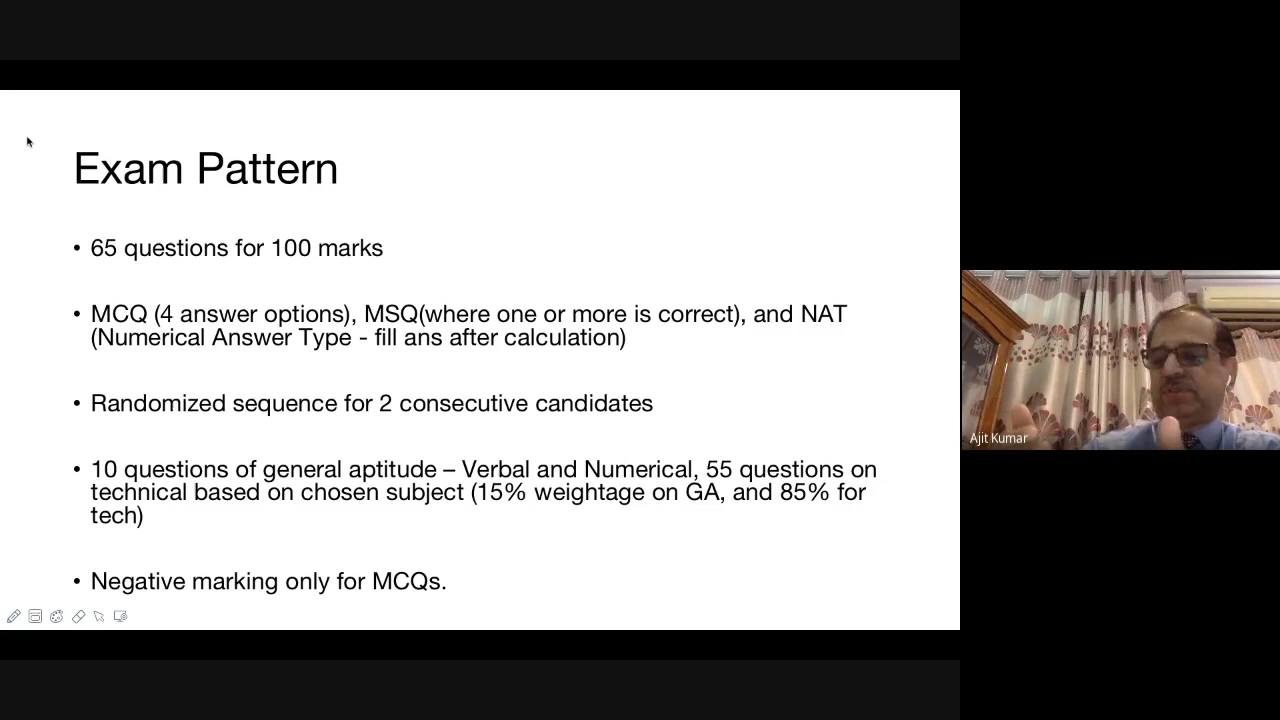 Exam Pattern
• 65 questions for 100 marks
• MCQ (4 answer options), MSQ(where one or more is correct), and NAT
(Numerical Answer Type - fill ans after calculation)
• Randomized sequence for 2 consecutive candidates
• 10 questions of general aptitude – Verbal and Numerical, 55 questions on
technical based on chosen subject (15% weightage on GA, and 85% for
tech)
• Negative marking only for MCQs.
Ajit Kumar